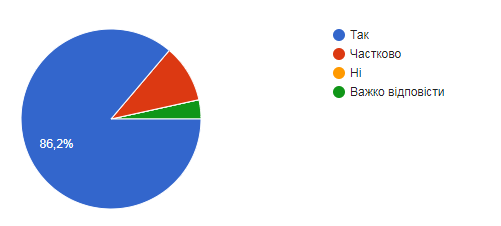 Так
Частково
Ні
Важко відповісти
86,2%